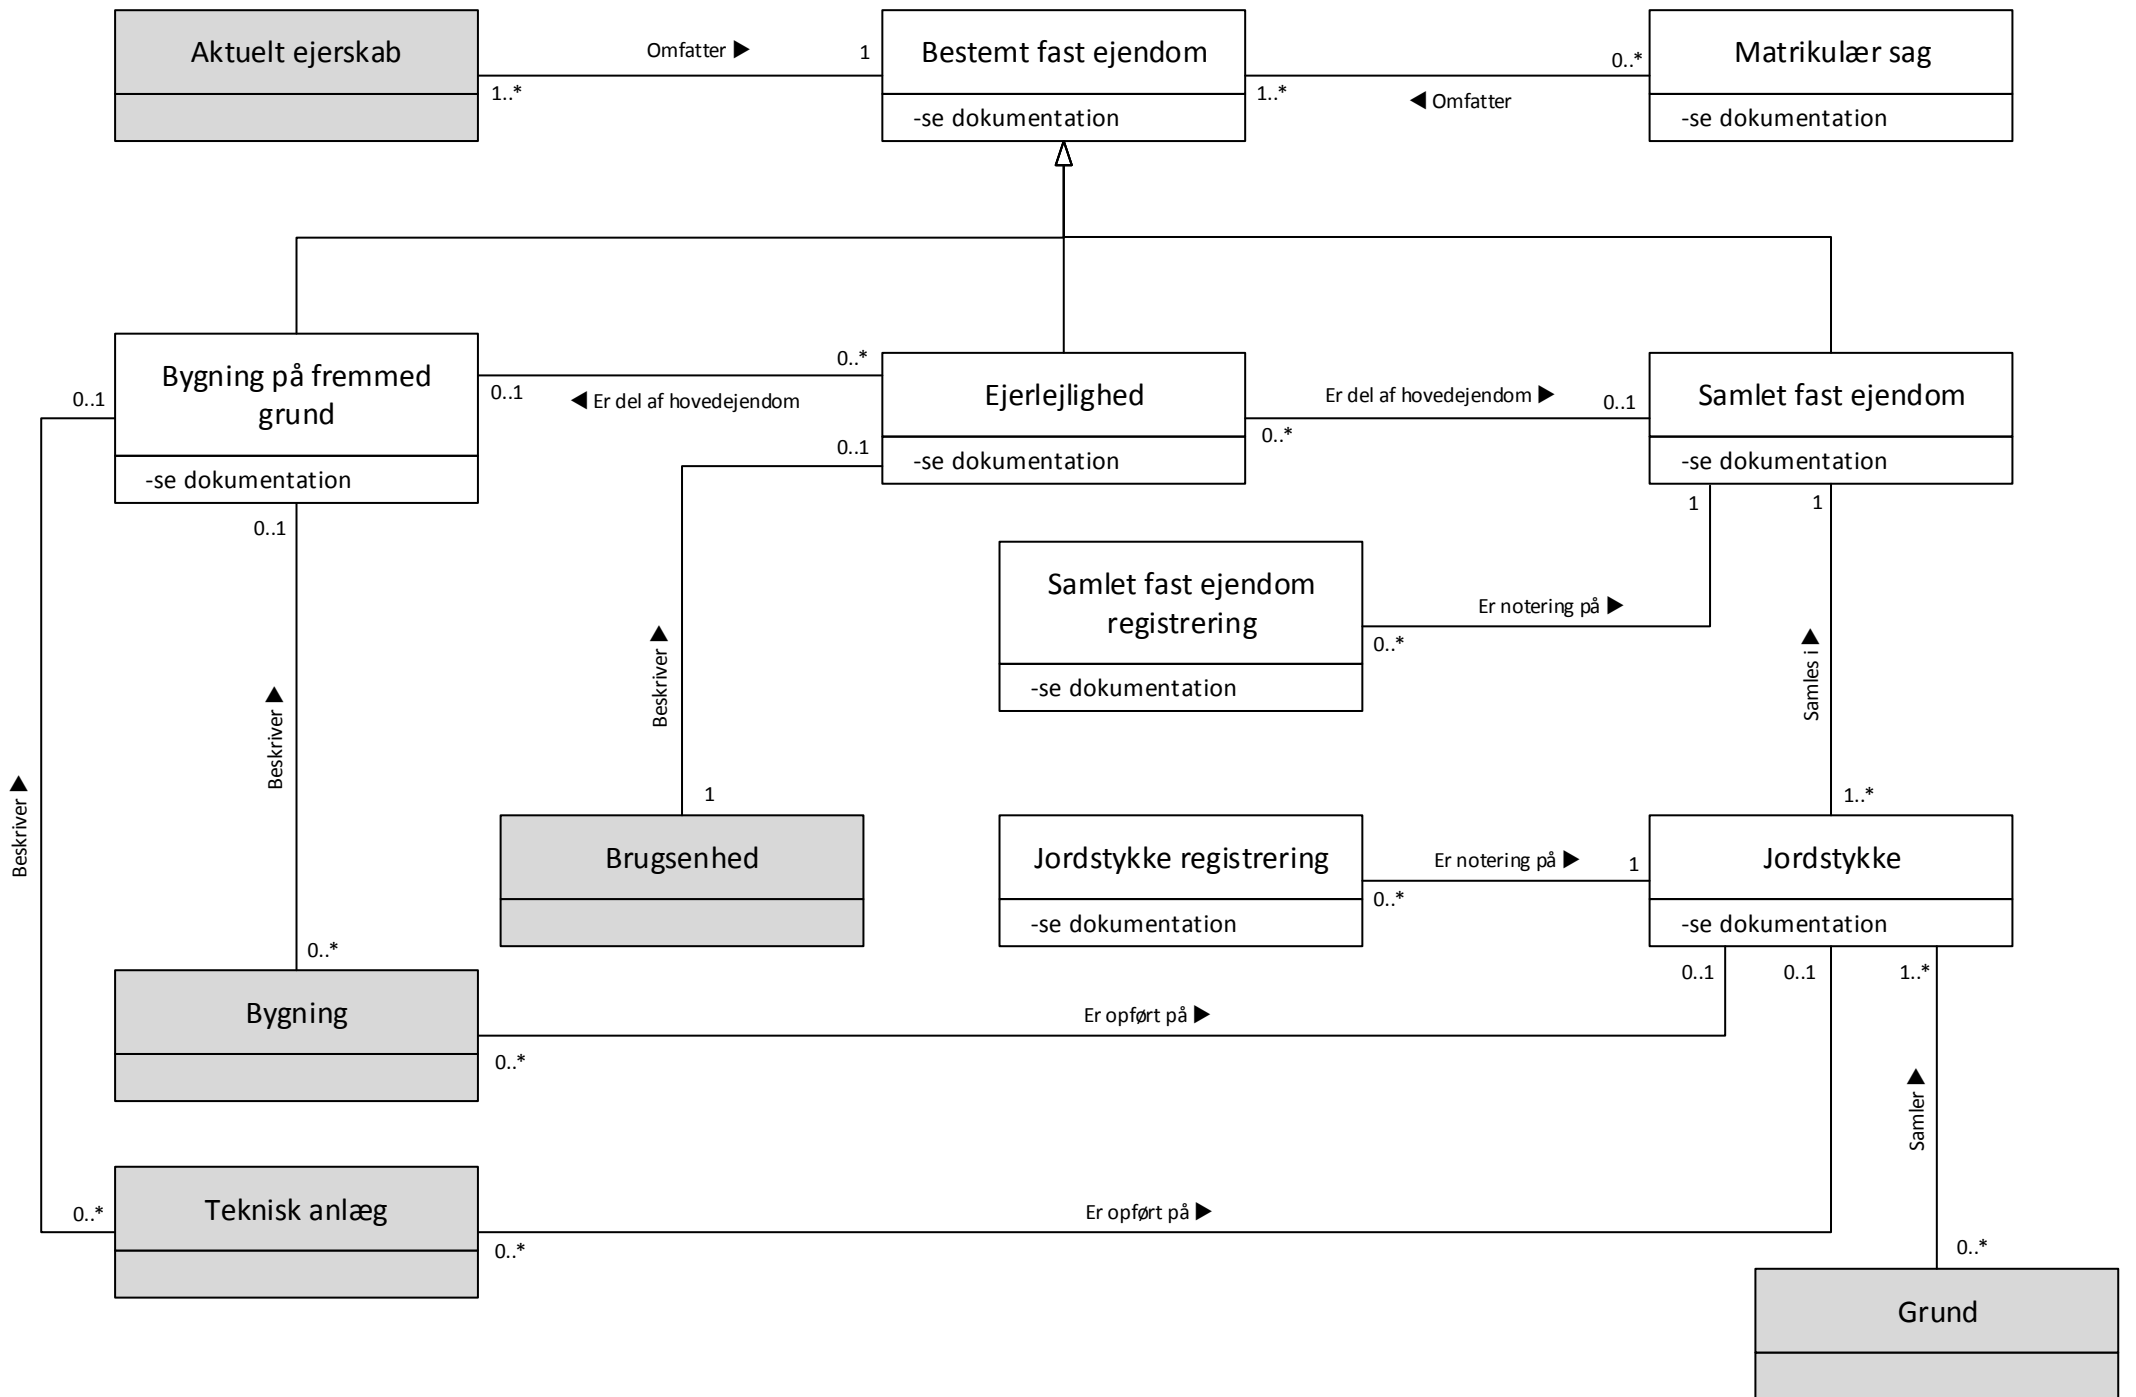 Aktuelt ejerskab
Omfatter ▶
1
1..*
Bestemt fast ejendom
-se dokumentation
0..*
1..*
◀ Omfatter
Matrikulær sag
-se dokumentation
0..1
Bygning på fremmed
grund
-se dokumentation
0..*
0..1
◀ Er del af hovedejendom
Ejerlejlighed
-se dokumentation
0..1
Er del af hovedejendom ▶
0..1
0..*
Samlet fast ejendom
-se dokumentation
0..1
1
1
Samlet fast ejendom
registrering
-se dokumentation
Er notering på ▶
0..*
Beskriver ▶
Beskriver ▶
Beskriver ▶
Samles i ▶
1
1..*
Brugsenhed
Jordstykke registrering
-se dokumentation
Er notering på ▶
1
0..*
Jordstykke
-se dokumentation
0..*
0..1
0..1
1..*
Bygning
Er opført på ▶
0..*
Samler ▶
Teknisk anlæg
0..*
Er opført på ▶
0..*
0..*
Grund